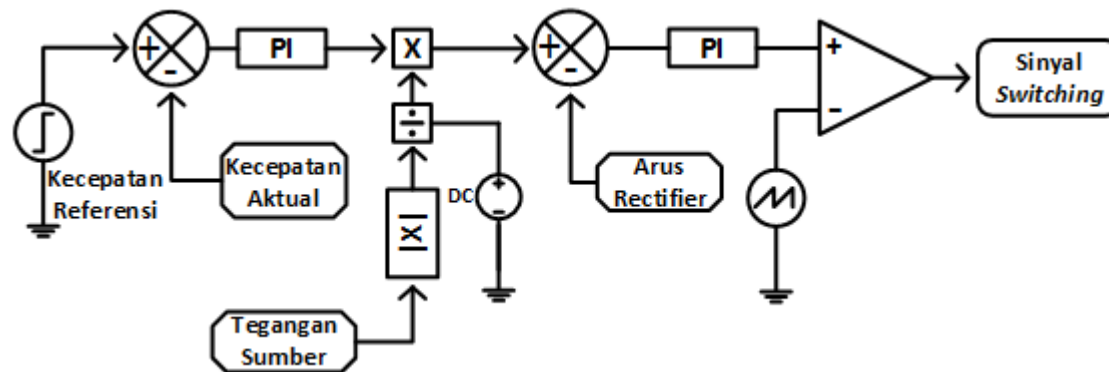 +
-
PI
X
+
-
PI
+
-
Sinyal
Switching
÷
Kecepatan
Referensi
Kecepatan
Aktual
|X|
DC
+
-
Arus
Rectifier
Tegangan
Sumber